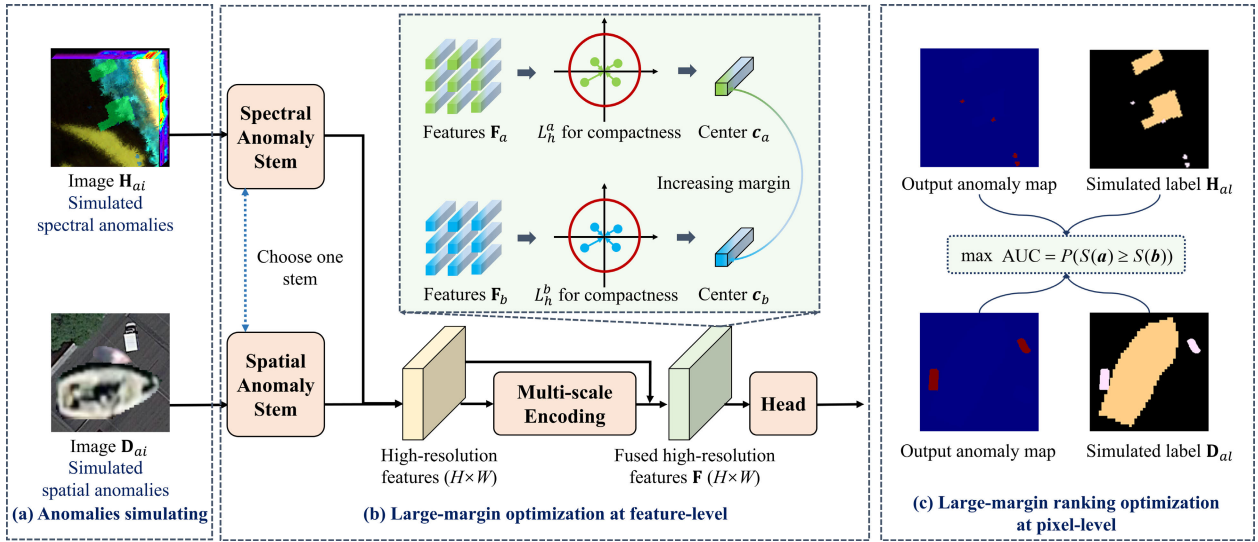 Image H_ai
Simulated
spectral anomalies
Image D_ai
Simulated
spatial anomalies
(a) Anomalies simulating
Spectral
Anomaly
Stem
Choose one
stem
Spatial
Anomaly
Stem
Features F_a
L_h^a for compactness
Center c_a
Increasing margin
Features F_b
L_h^b for compactness
Center c_b
High-resolution
features (H×W)
Multi-scale
Encoding
Fused high-resolution
features F (H×W)
Head
(b) Large-margin optimization at feature-level
Output anomaly map
Simulated label H_al
max AUC = P(S(a) ≥ S(b))
Output anomaly map
Simulated label D_al
(c) Large-margin ranking optimization
at pixel-level